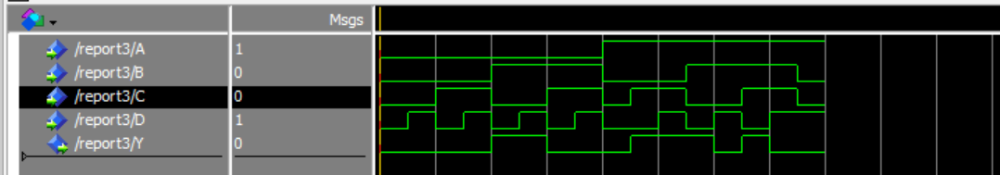 Msgs
/report3/A 1
/report3/B 0
/report3/C 0
/report3/D 1
/report3/Y 0